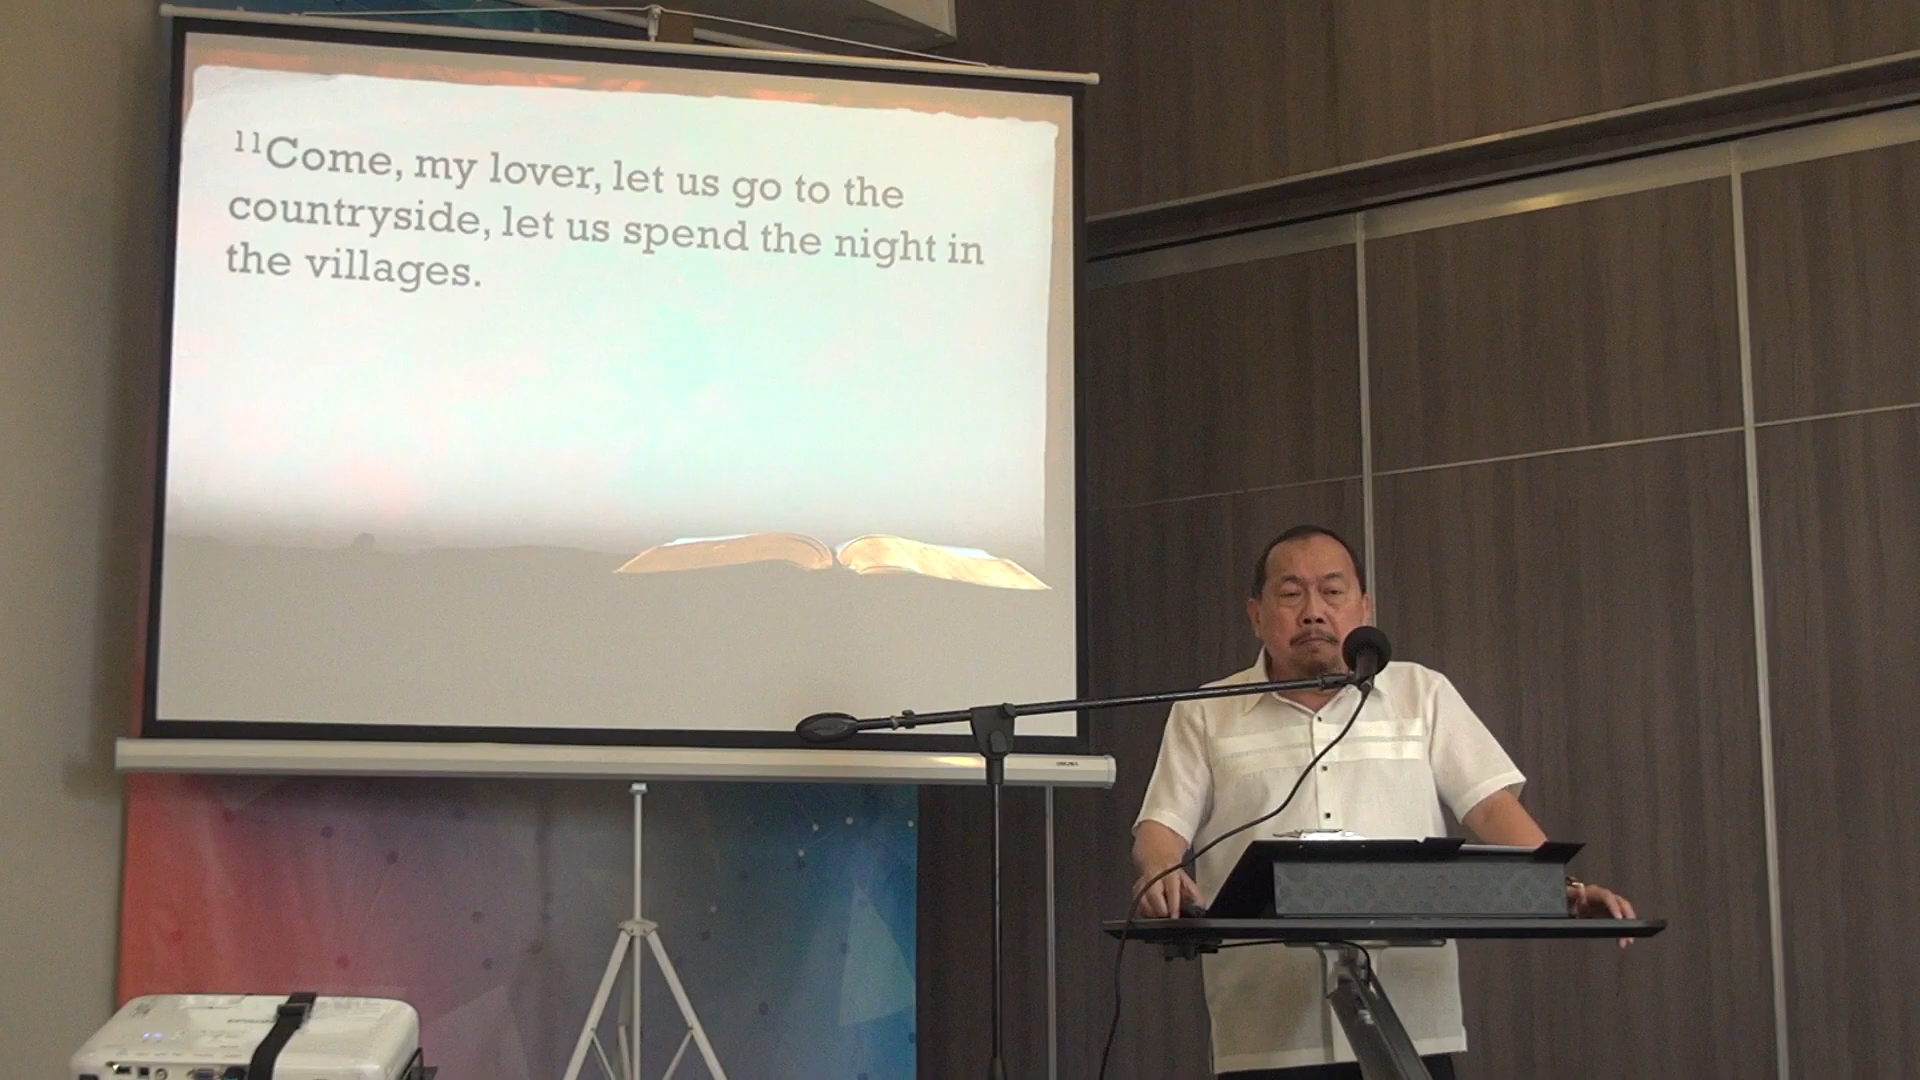 ¹¹Come, my lover, let us go to the
countryside, let us spend the night in
the villages.